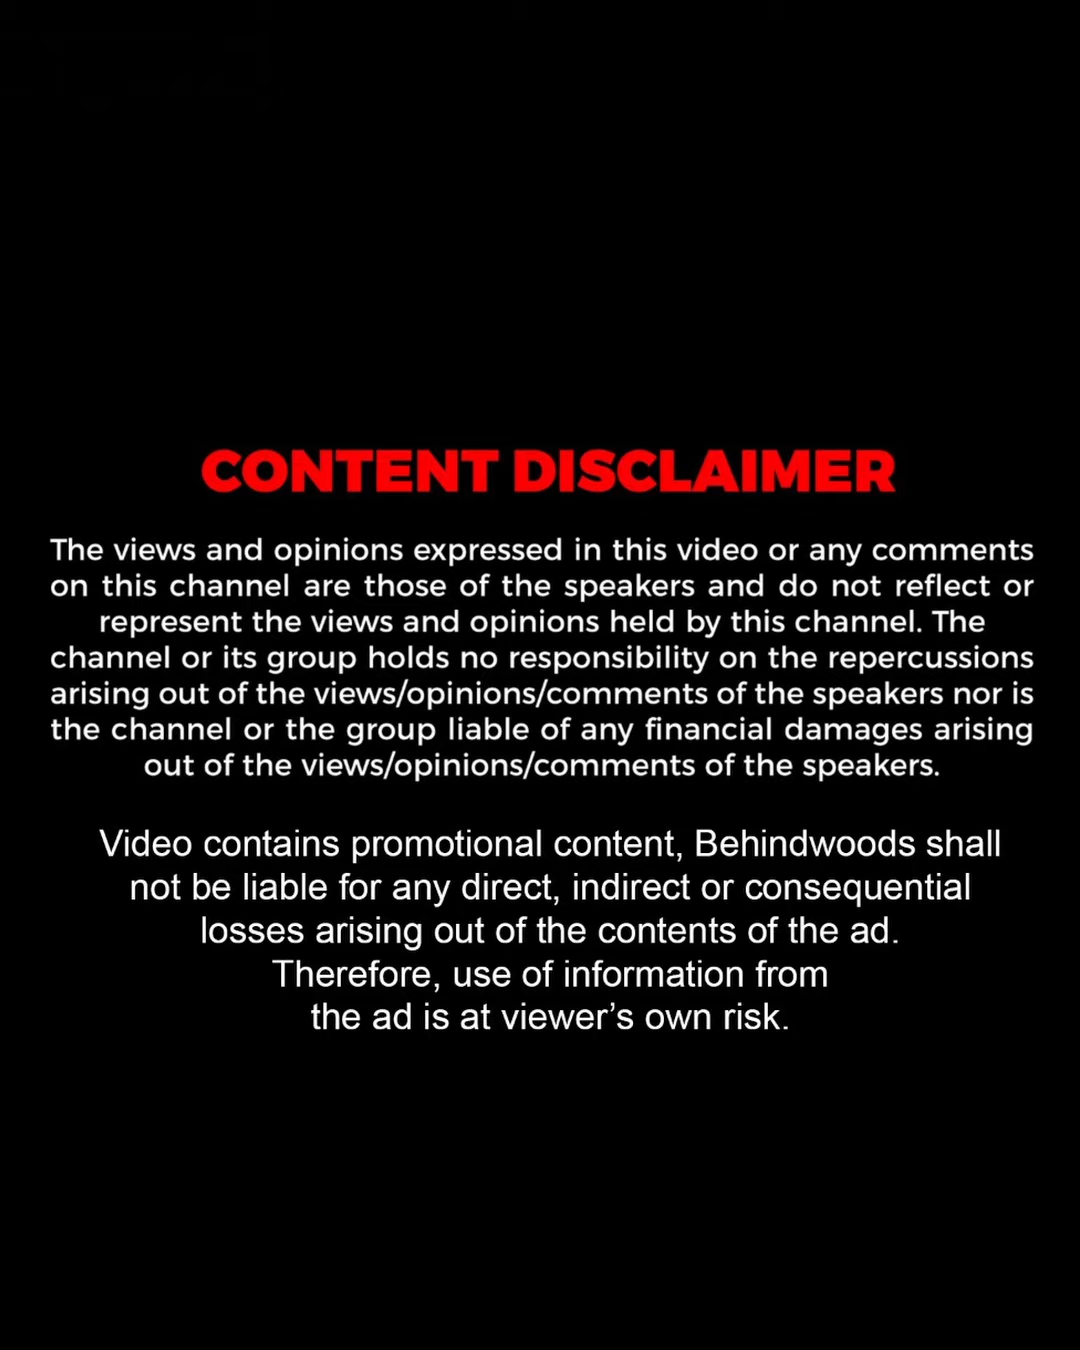 CONTENT DISCLAIMER
The views and opinions expressed in this video or any comments
on this channel are those of the speakers and do not reflect or
represent the views and opinions held by this channel. The
channel or its group holds no responsibility on the repercussions
arising out of the views/opinions/comments of the speakers nor is
the channel or the group liable of any financial damages arising
out of the views/opinions/comments of the speakers.
Video contains promotional content, Behindwoods shall
not be liable for any direct, indirect or consequential
losses arising out of the contents of the ad.
Therefore, use of information from
the ad is at viewer’s own risk.